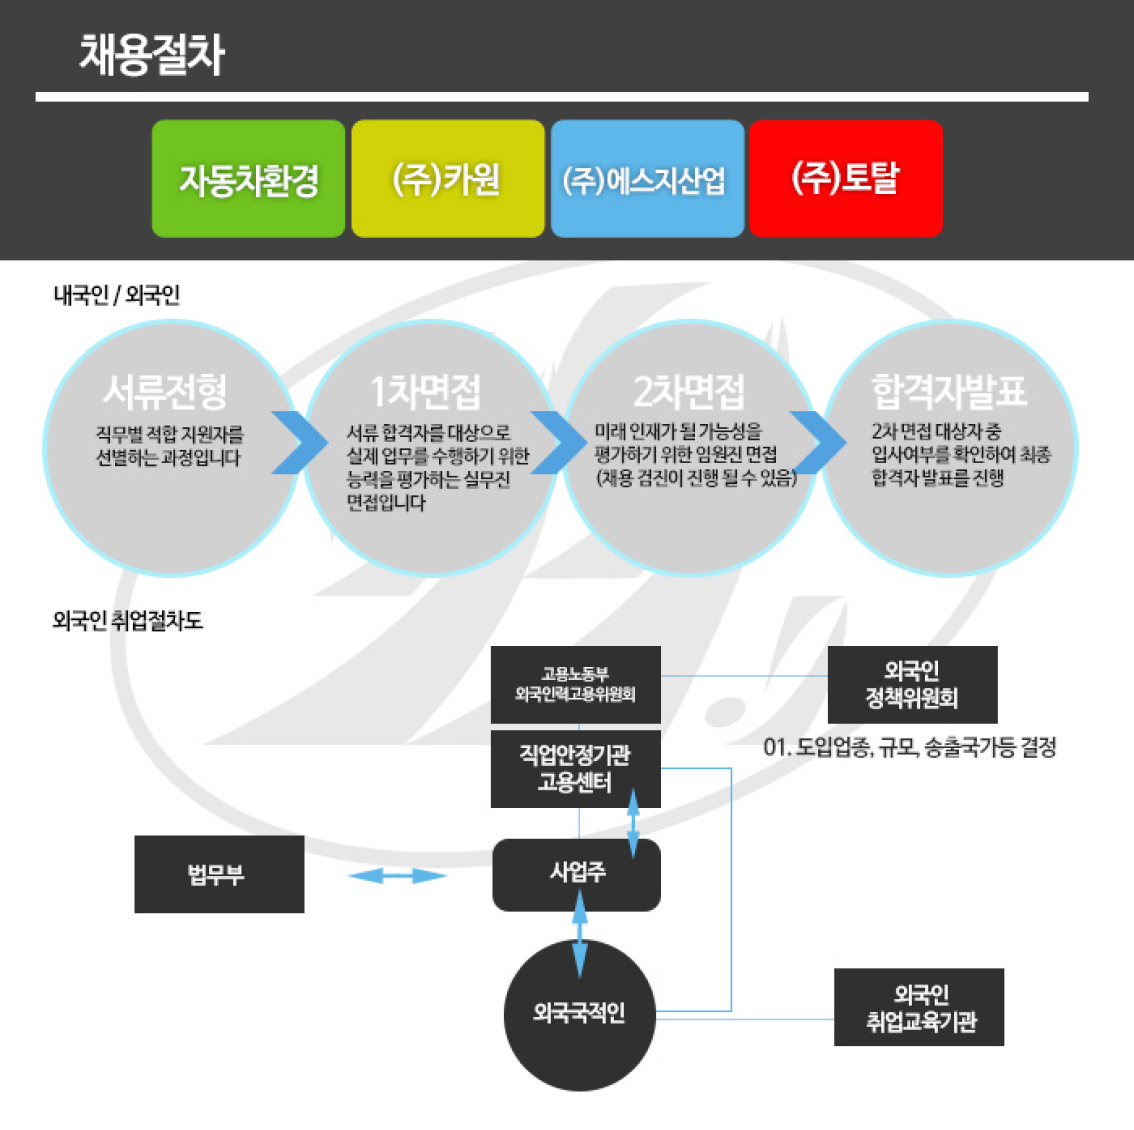 채용절차
자동차환경
(주)카원
(주)에스지산업
(주)토탈
내국인 / 외국인
서류전형
직무별 적합 지원자를
선별하는 과정입니다
1차면접
서류 합격자를 대상으로
실제 업무를 수행하기 위한
능력을 평가하는 실무진
면접입니다
2차면접
미래 인재가 될 가능성을
평가하기 위한 임원진 면접
(채용 검진이 진행 될 수 있음)
합격자발표
2차 면접 대상자 중
입사여부를 확인하여 최종
합격자 발표를 진행
외국인 취업절차도
고용노동부
외국인력고용위원회
외국인
정책위원회
01. 도입업종, 규모, 송출국가등 결정
직업안정기관
고용센터
법무부
사업주
외국국적인
외국인
취업교육기관